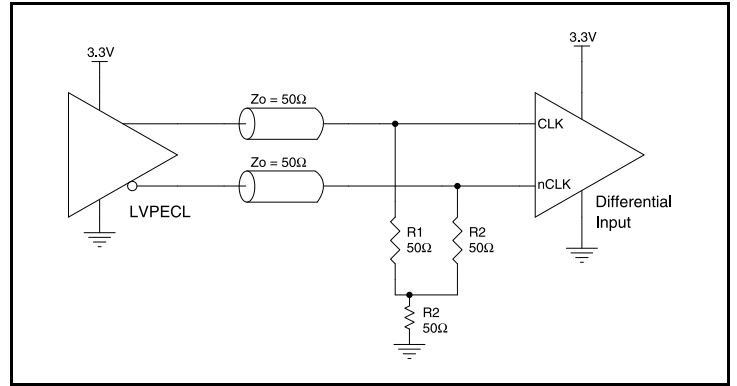 3.3V
3.3V
Zo = 50Ω
CLK
Zo = 50Ω
nCLK
LVPECL
Differential
Input
R1
50Ω
R2
50Ω
R2
50Ω